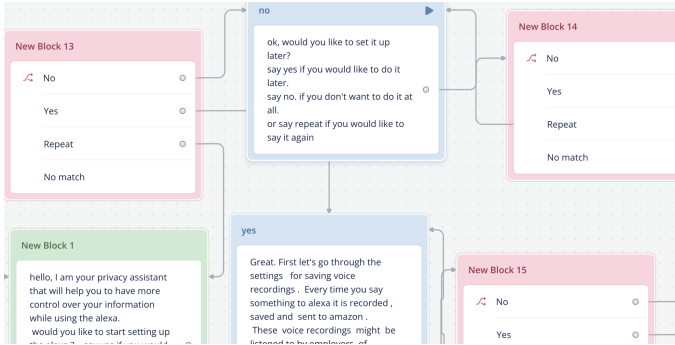 no
New Block 14
New Block 13
ok, would you like to set it up
later?
say yes if you would like to do it
later.
say no. if you don't want to do it at
all.
or say repeat if you would like to
say it again
No
Yes
Repeat
No match
No
Yes
Repeat
No match
yes
New Block 1
Great. First let's go through the
settings for saving voice
recordings . Every time you say
something to alexa it is recorded ,
saved and sent to amazon .
These voice recordings might be
listened to by employers of
New Block 15
hello, I am your privacy assistant
that will help you to have more
control over your information
while using the alexa.
would you like to start setting up
No
Yes